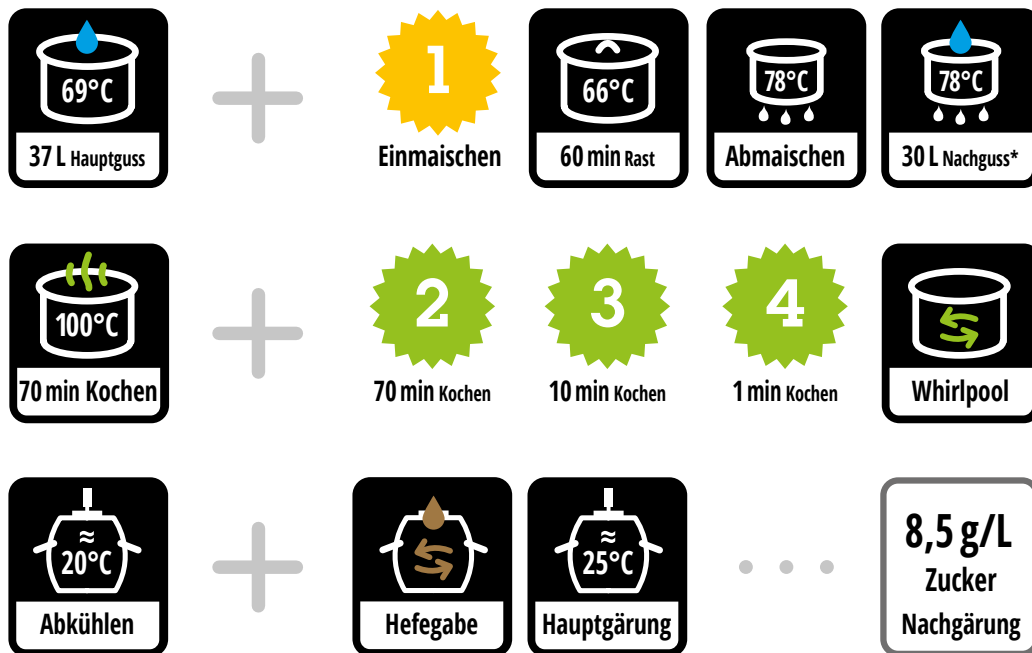 69°C
37 L Hauptguss
1
Einmaischen
66°C
60 min Rast
78°C
Abmaischen
78°C
30 L Nachguss*
100°C
70 min Kochen
2
70 min Kochen
3
10 min Kochen
4
1 min Kochen
Whirlpool
≈
20°C
Abkühlen
Hefegabe
≈
25°C
Hauptgärung
8,5 g/L
Zucker
Nachgärung